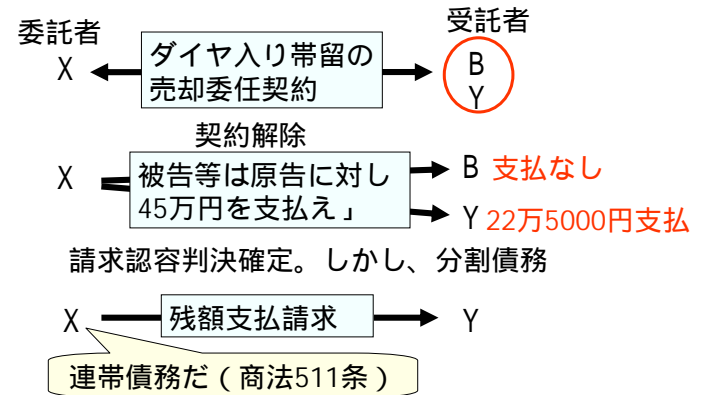 委託者
受託者
X
ダイヤ入り帯留の
売却委任契約
B
Y
契約解除
X
被告等は原告に対し
45万円を支払え」
B 支払なし
Y 22万5000円支払
請求認容判決確定。しかし、分割債務
X
残額支払請求
Y
連帯債務だ（商法511条）